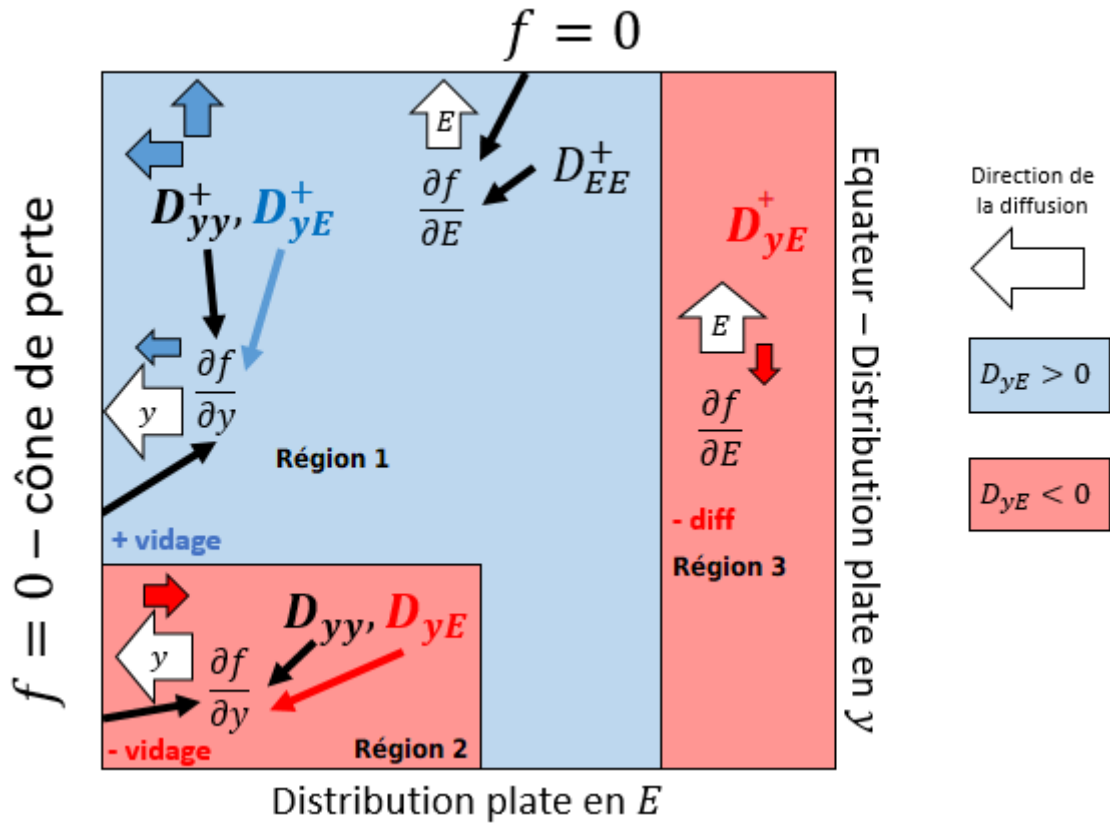 f = 0
f = 0 – cône de perte
E
∂f
∂E
D⁺_EE
D⁺_yy, D⁺_yE
∂f
∂y
y
Région 1
+ vidage
D_yy, D_yE
y
∂f
∂y
- vidage
Région 2
D⁺_yE
E
∂f
∂E
- diff
Région 3
Equateur – Distribution plate en y
Distribution plate en E
Direction de
la diffusion
D_yE > 0
D_yE < 0